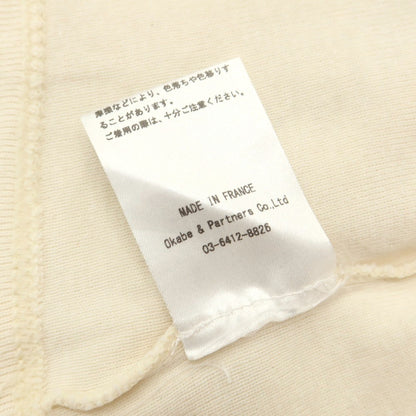 摩擦などにより、色落ちや色移りす
ることがあります。
ご使用の際は、十分ご注意ください。
MADE IN FRANCE
Okabe & Partners Co.,Ltd
03-6412-8826